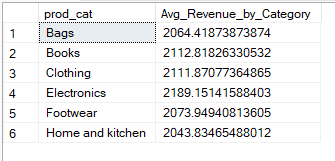 prod_cat Avg_Revenue_by_Category
1 Bags 2064.41873873874
2 Books 2112.81826330532
3 Clothing 2111.87077364865
4 Electronics 2189.15141588403
5 Footwear 2073.94940813605
6 Home and kitchen 2043.83465488012